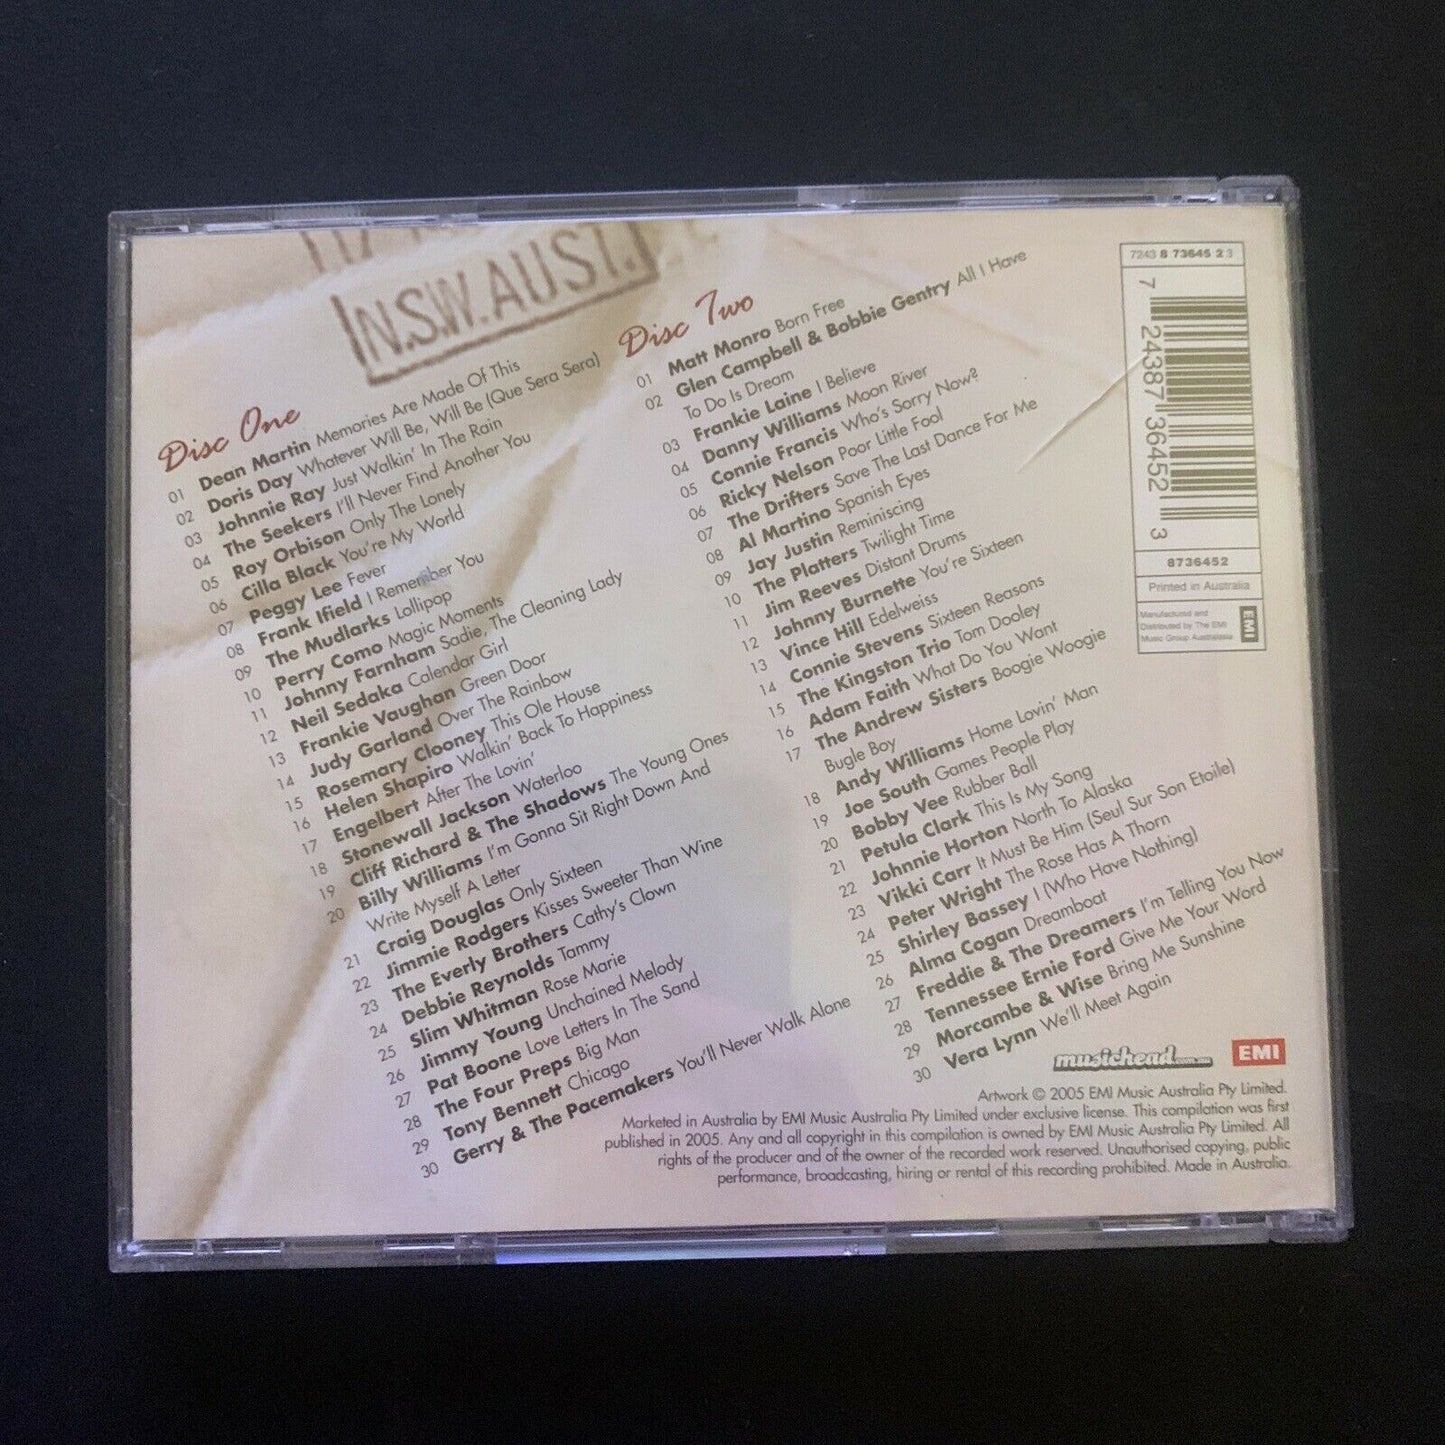 N.S.W. AUST.
Disc One
01 Dean Martin Memories Are Made Of This
02 Doris Day Whatever Will Be, Will Be (Que Sera Sera)
03 Johnnie Ray Just Walkin' In The Rain
04 The Seekers I'll Never Find Another You
05 Roy Orbison Only The Lonely
06 Cilla Black You're My World
07 Peggy Lee Fever
08 Frank Ifield I Remember You
09 The Mudlarks Lollipop
10 Perry Como Magic Moments
11 Johnny Farnham Sadie, The Cleaning Lady
12 Neil Sedaka Calendar Girl
13 Frankie Vaughan Green Door
14 Judy Garland Over The Rainbow
15 Rosemary Clooney This Ole House
16 Helen Shapiro Walkin' Back To Happiness
17 Engelbert After The Lovin'
18 Stonewall Jackson Waterloo
19 Cliff Richard & The Shadows The Young Ones
20 Billy Williams I'm Gonna Sit Right Down And
Write Myself A Letter
21 Craig Douglas Only Sixteen
22 Jimmie Rodgers Kisses Sweeter Than Wine
23 The Everly Brothers Cathy's Clown
24 Debbie Reynolds Tammy
25 Slim Whitman Rose Marie
26 Jimmy Young Unchained Melody
27 Pat Boone Love Letters In The Sand
28 The Four Preps Big Man
29 Tony Bennett Chicago
30 Gerry & The Pacemakers You'll Never Walk Alone
Disc Two
01 Matt Monro Born Free
02 Glen Campbell & Bobbie Gentry All I Have
To Do Is Dream
03 Frankie Laine I Believe
04 Danny Williams Moon River
05 Connie Francis Who's Sorry Now?
06 Ricky Nelson Poor Little Fool
07 The Drifters Save The Last Dance For Me
08 Al Martino Spanish Eyes
09 Jay Justin Reminiscing
10 The Platters Twilight Time
11 Jim Reeves Distant Drums
12 Johnny Burnette You're Sixteen
13 Vince Hill Edelweiss
14 Connie Stevens Sixteen Reasons
15 The Kingston Trio Tom Dooley
16 Adam Faith What Do You Want
17 The Andrew Sisters Boogie Woogie
Bugle Boy
18 Andy Williams Home Lovin' Man
19 Joe South Games People Play
20 Bobby Vee Rubber Ball
21 Petula Clark This Is My Song
22 Johnnie Horton North To Alaska
23 Vikki Carr It Must Be Him (Seul Sur Son Etoile)
24 Peter Wright The Rose Has A Thorn
25 Shirley Bassey I (Who Have Nothing)
26 Alma Cogan Dreamboat
27 Freddie & The Dreamers I'm Telling You Now
28 Tennessee Ernie Ford Give Me Your Word
29 Morcambe & Wise Bring Me Sunshine
30 Vera Lynn We'll Meet Again
7243 8 73645 2 3
7 24387 36452 3
8736452
Printed in Australia
Manufactured and
Distributed by The EMI
Music Group Australasia
EMI
musichead.com.au
EMI
Artwork © 2005 EMI Music Australia Pty Limited.
Marketed in Australia by EMI Music Australia Pty Limited under exclusive license. This compilation was first
published in 2005. Any and all copyright in this compilation is owned by EMI Music Australia Pty Limited. All
rights of the producer and of the owner of the recorded work reserved. Unauthorised copying, public
performance, broadcasting, hiring or rental of this recording prohibited. Made in Australia.